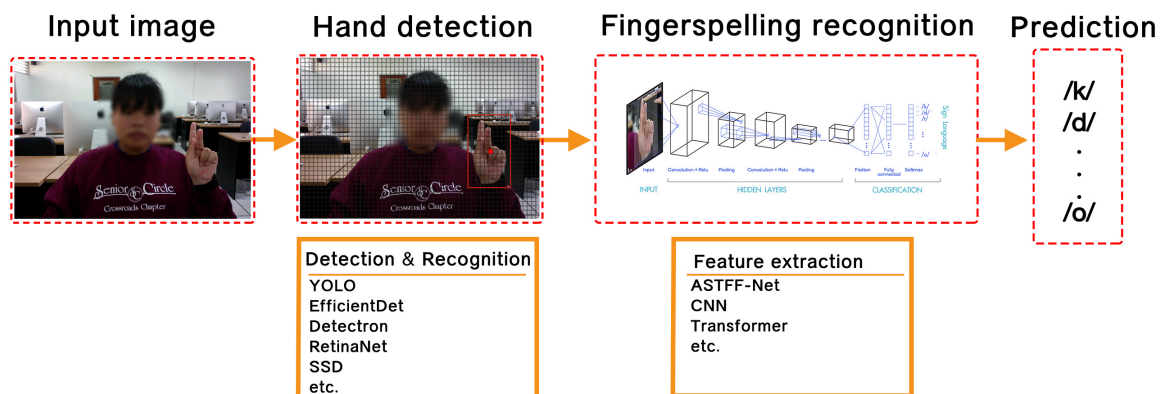 Input image
Hand detection
Fingerspelling recognition
Prediction
Senior Circle
Crossroads Chapter
Senior Circle
Crossroads Chapter
Input
Convolution + Relu
Pooling
Convolution + Relu
Pooling
Flatten
Fully
connected
Softmax
INPUT
HIDDEN LAYERS
CLASSIFICATION
Sign language
/k/
/d/
/o/
Detection & Recognition
YOLO
EfficientDet
Detectron
RetinaNet
SSD
etc.
Feature extraction
ASTFF-Net
CNN
Transformer
etc.